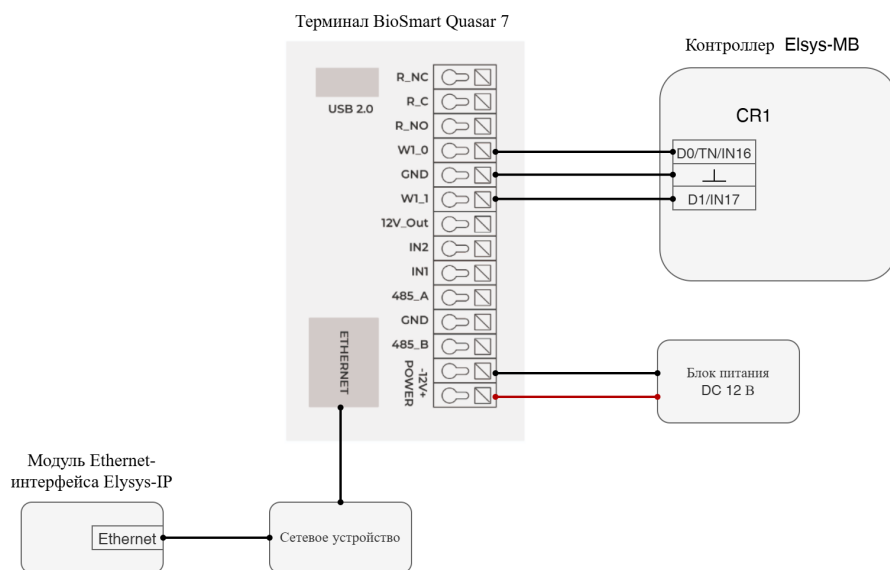 Терминал BioSmart Quasar 7
Контроллер Elsys-MB
USB 2.0
R_NC
R_C
R_NO
W1_0
GND
W1_1
12V_Out
IN2
IN1
485_A
GND
485_B
-12V+
POWER
ETHERNET
CR1
D0/TN/IN16
D1/IN17
Блок питания
DC 12 В
Модуль Ethernet-
интерфейса Elysys-IP
Ethernet
Сетевое устройство